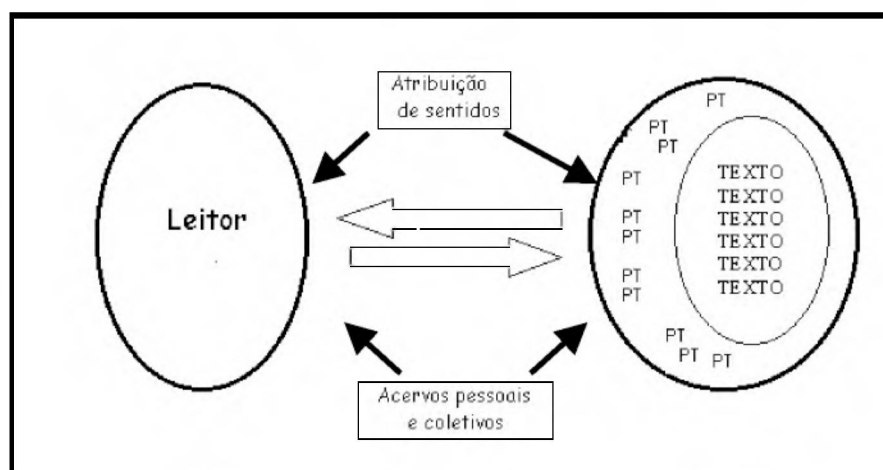 Atribuição
de sentidos
Leitor
PT
PT
PT
PT
PT
PT
PT
PT
PT
PT
PT
TEXTO
TEXTO
TEXTO
TEXTO
TEXTO
TEXTO
Acervos pessoais
e coletivos